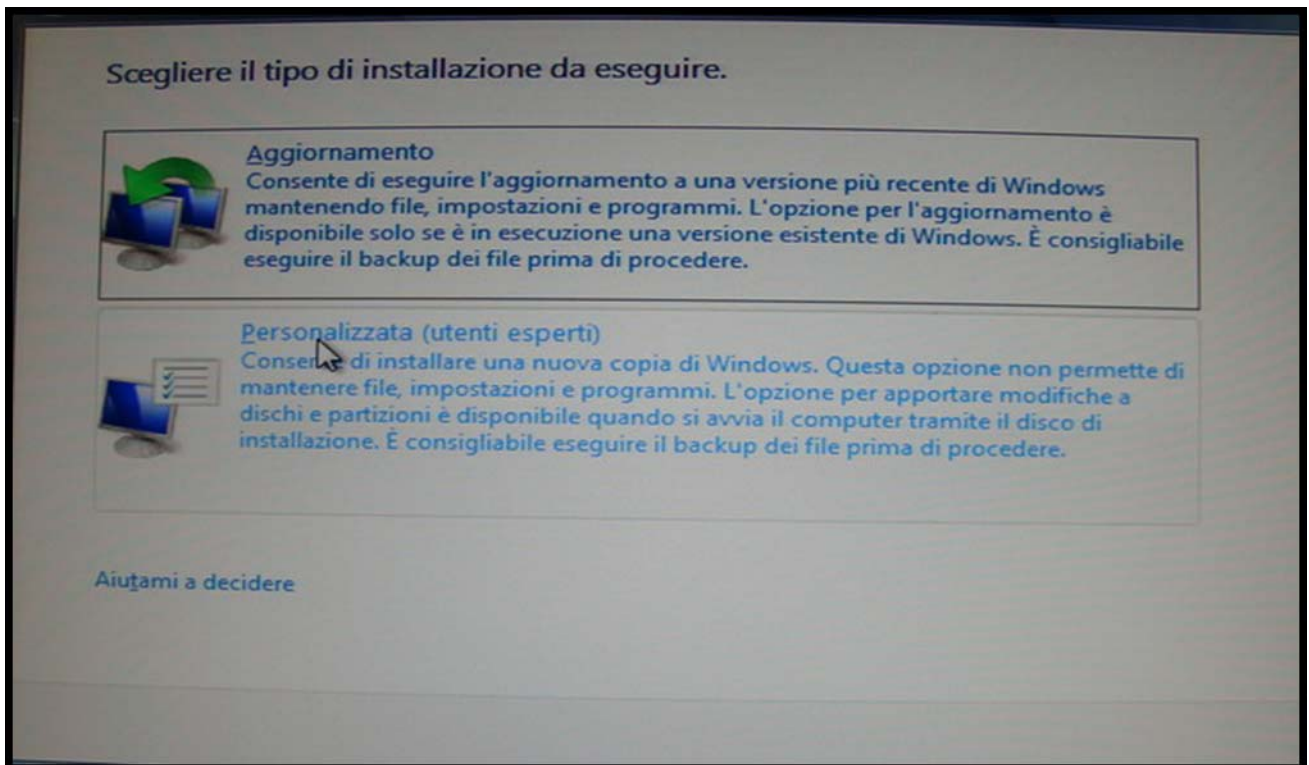 Scegliere il tipo di installazione da eseguire.
Aggiornamento
Consente di eseguire l'aggiornamento a una versione più recente di Windows
mantenendo file, impostazioni e programmi. L'opzione per l'aggiornamento è
disponibile solo se è in esecuzione una versione esistente di Windows. È consigliabile
eseguire il backup dei file prima di procedere.
Personalizzata (utenti esperti)
Consente di installare una nuova copia di Windows. Questa opzione non permette di
mantenere file, impostazioni e programmi. L'opzione per apportare modifiche a
dischi e partizioni è disponibile quando si avvia il computer tramite il disco di
installazione. È consigliabile eseguire il backup dei file prima di procedere.
Aiutami a decidere